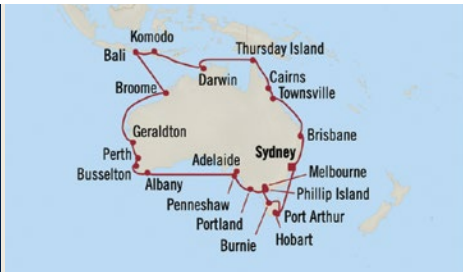 Komodo
Bali
Thursday Island
Darwin
Cairns
Townsville
Broome
Brisbane
Geraldton
Sydney
Perth
Adelaide
Melbourne
Busselton
Albany
Phillip Island
Penneshaw
Port Arthur
Portland
Burnie
Hobart